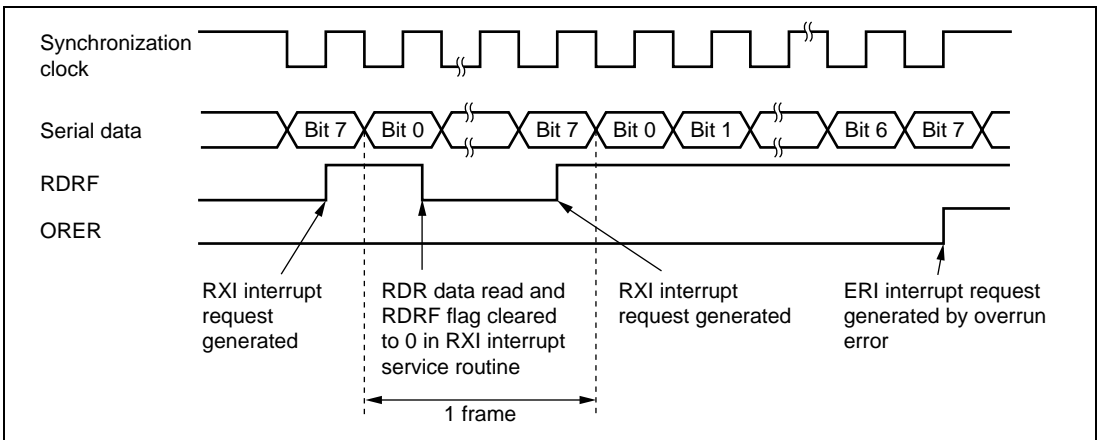 Synchronization
clock
Serial data
Bit 7
Bit 0
Bit 7
Bit 0
Bit 1
Bit 6
Bit 7
RDRF
ORER
RXI interrupt
request
generated
RDR data read and
RDRF flag cleared
to 0 in RXI interrupt
service routine
RXI interrupt
request generated
ERI interrupt request
generated by overrun
error
1 frame